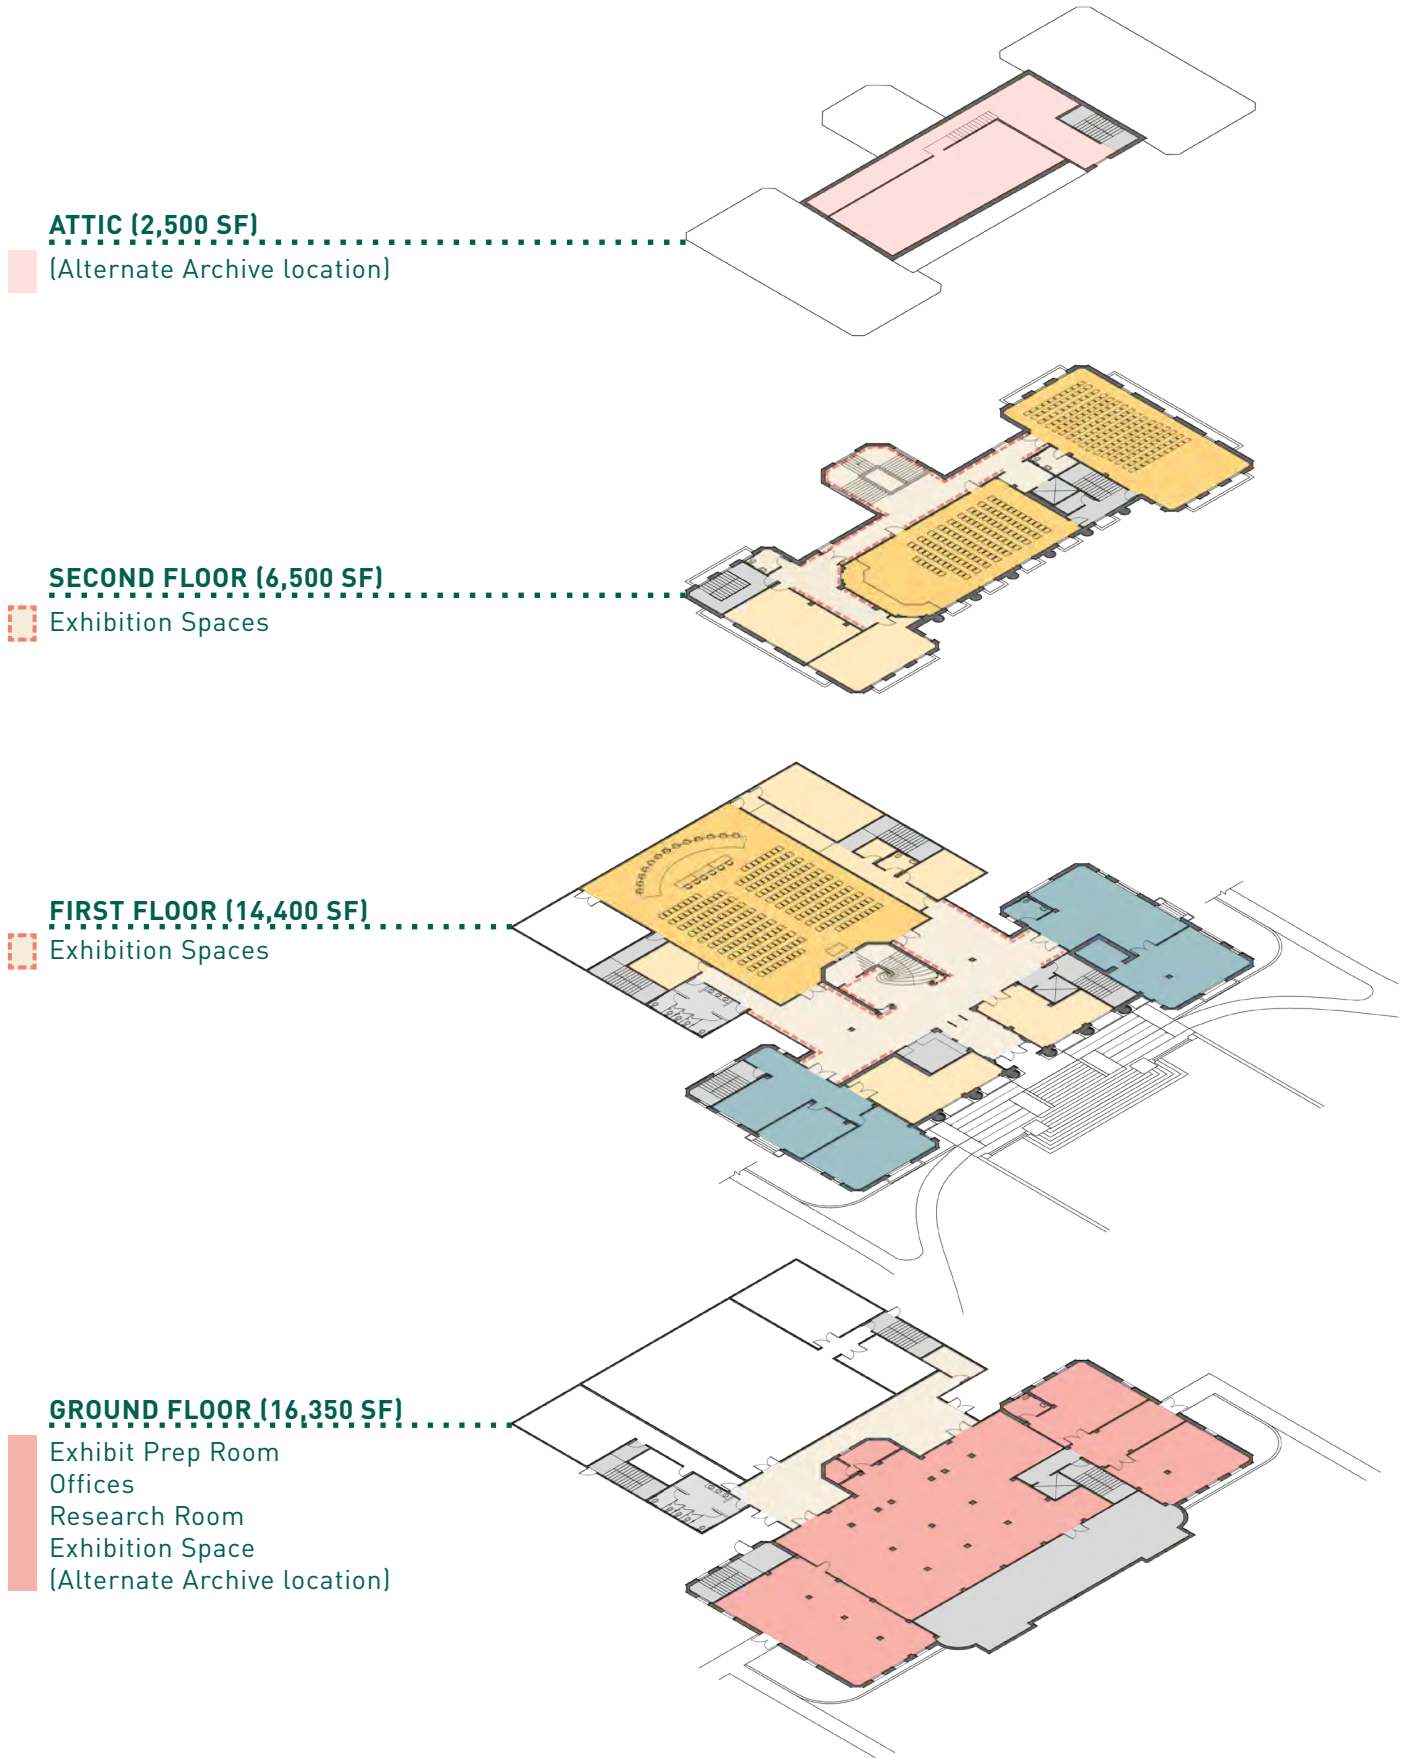 ATTIC (2,500 SF)
(Alternate Archive location)
SECOND FLOOR (6,500 SF)
Exhibition Spaces
FIRST FLOOR (14,400 SF)
Exhibition Spaces
GROUND FLOOR (16,350 SF)
Exhibit Prep Room
Offices
Research Room
Exhibition Space
(Alternate Archive location)